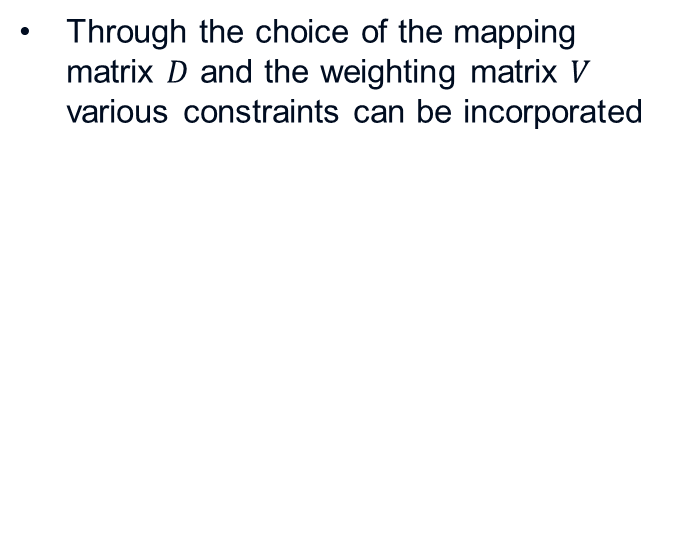 • Through the choice of the mapping
matrix D and the weighting matrix V
various constraints can be incorporated